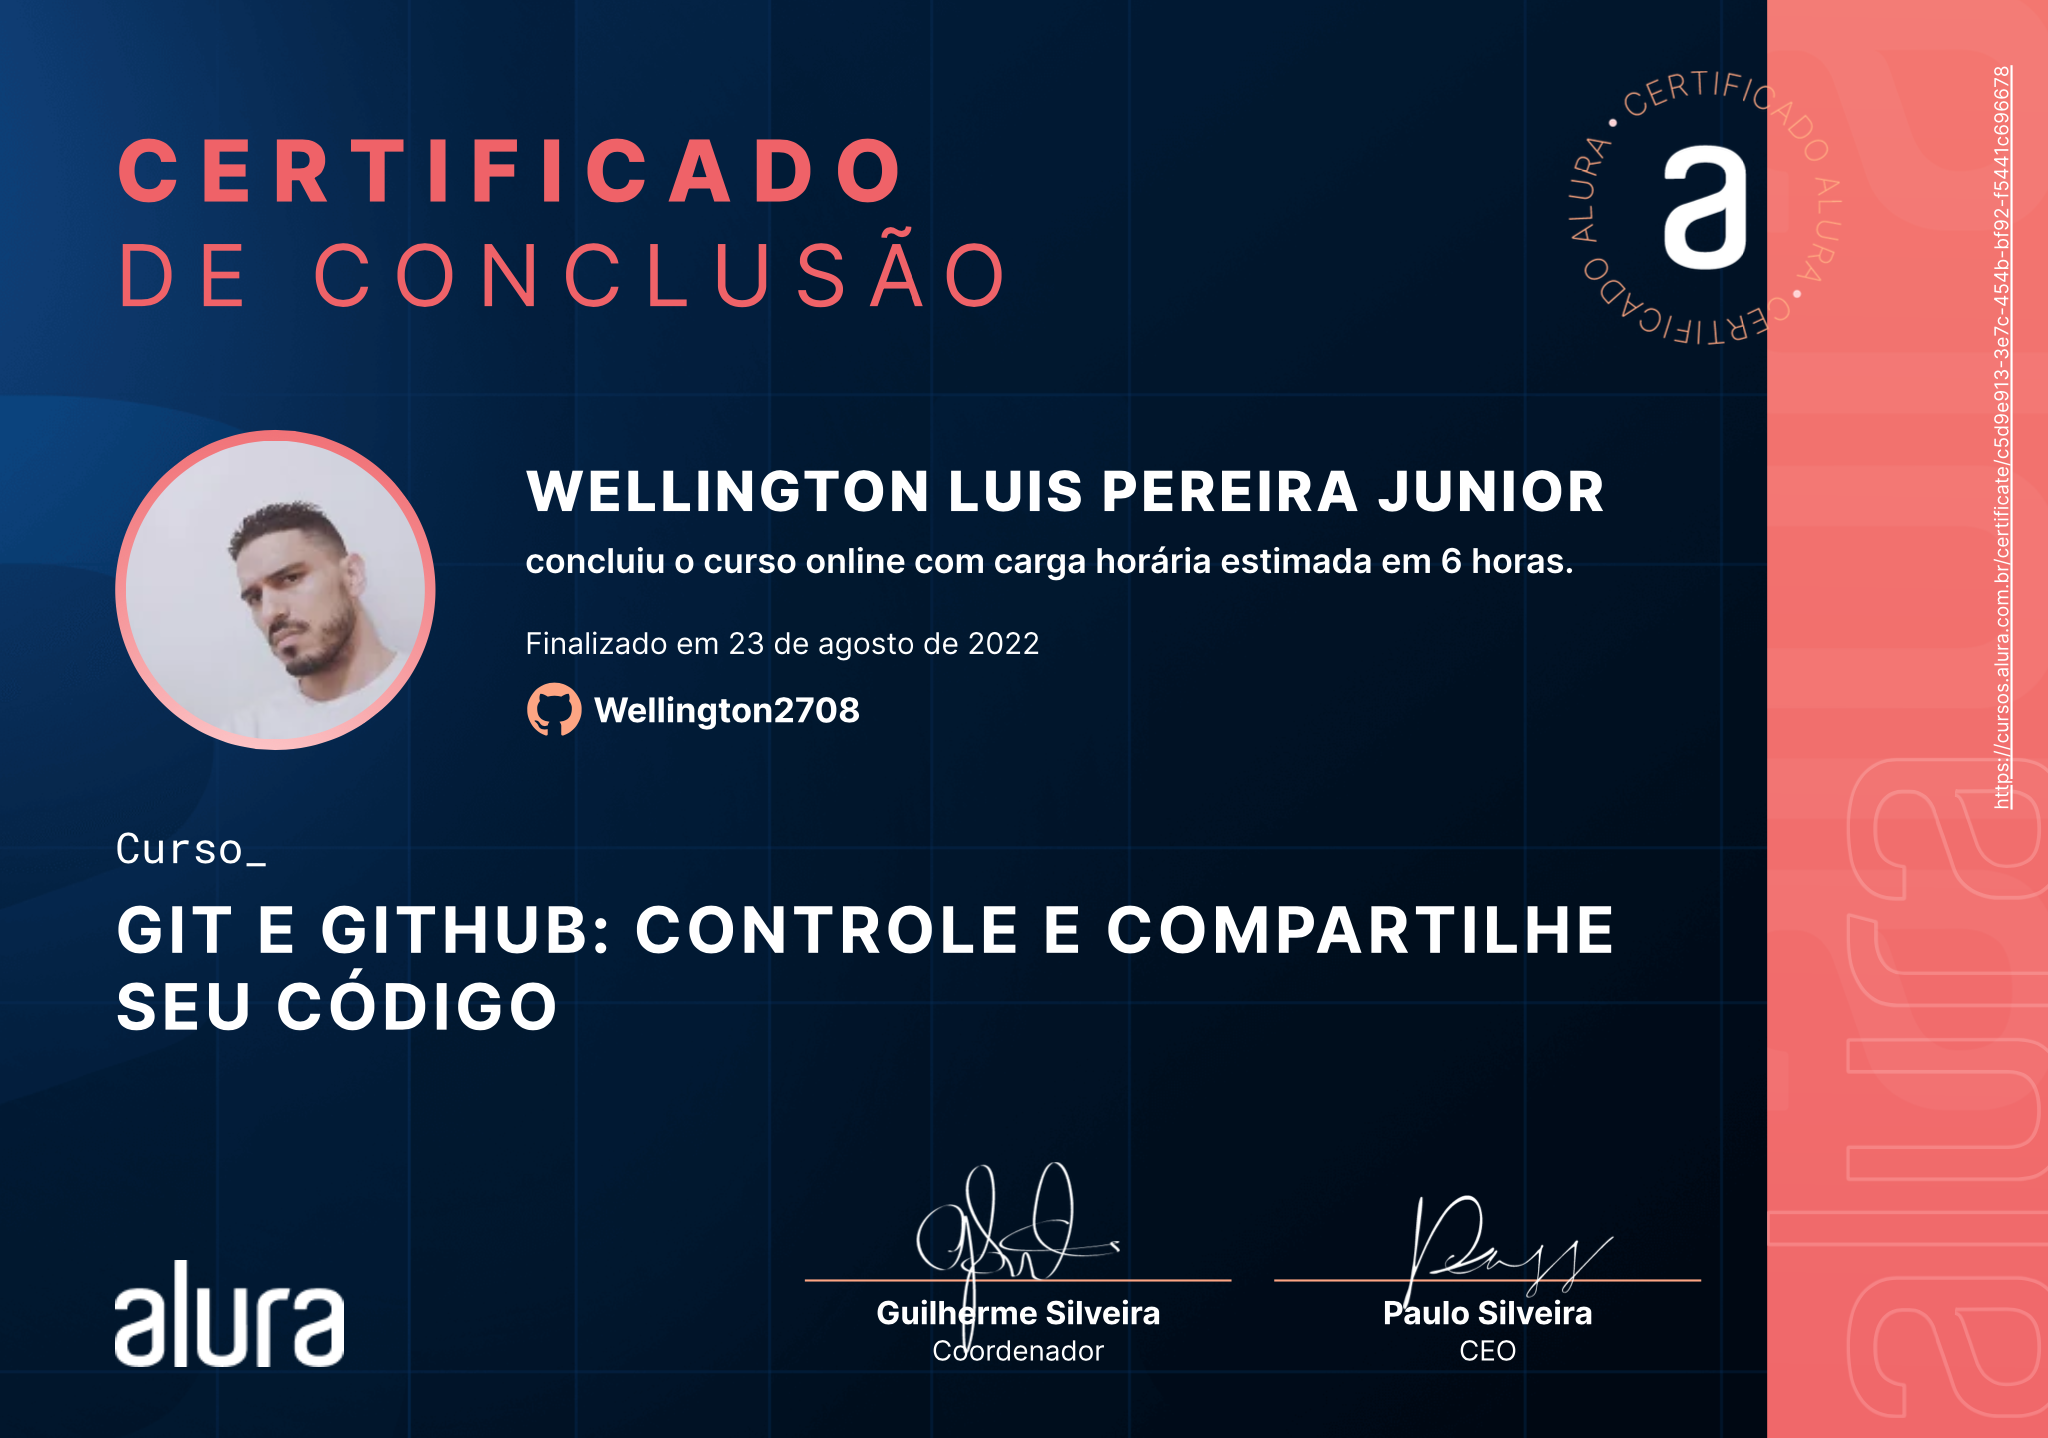 CERTIFICADO
DE CONCLUSÃO
CERTIFICADO ALURA • CERTIFICADO ALURA •
a
https://cursos.alura.com.br/certificate/c5d9e913-3e7c-454b-bf92-f5441c696678
WELLINGTON LUIS PEREIRA JUNIOR
concluiu o curso online com carga horária estimada em 6 horas.
Finalizado em 23 de agosto de 2022
Wellington2708
Curso_
GIT E GITHUB: CONTROLE E COMPARTILHE
SEU CÓDIGO
alura
Guilherme Silveira
Coordenador
Paulo Silveira
CEO
alura